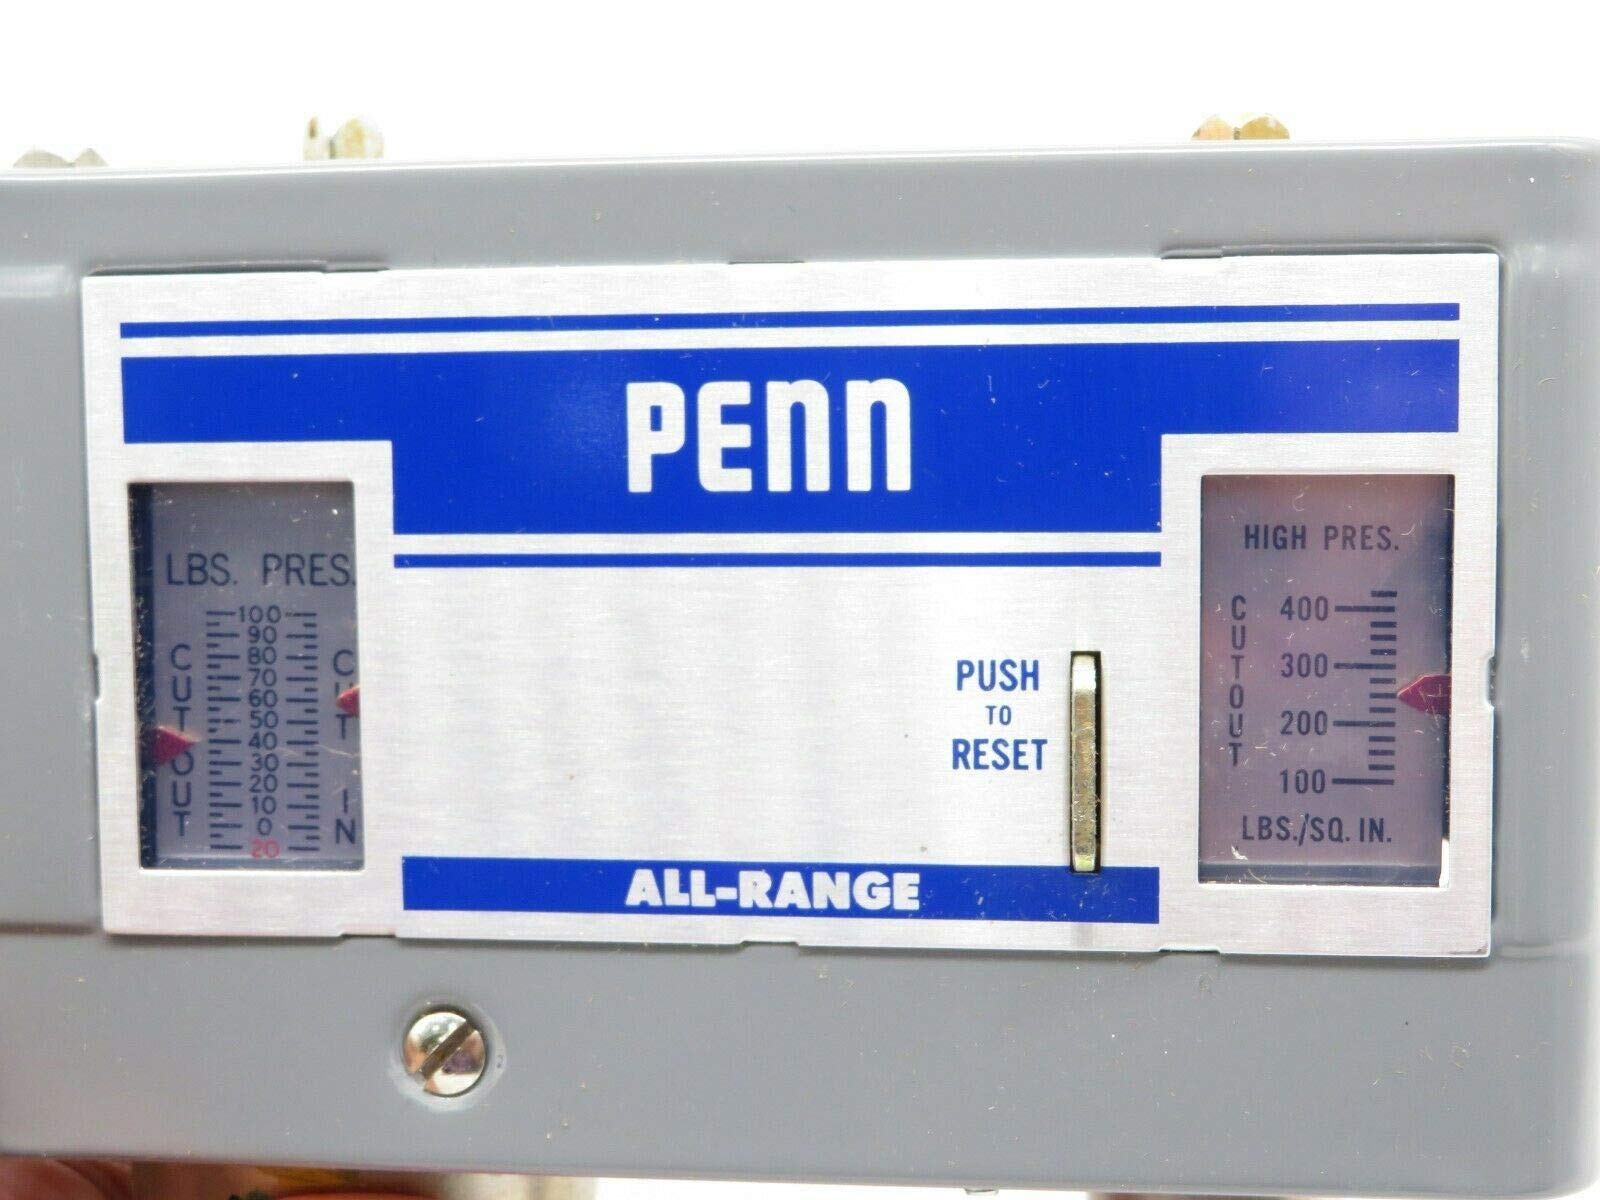 PENN
LBS. PRES.
CUTOUT
100
90
80
70
60
50
40
30
20
10
0
20
CUT IN
PUSH
TO
RESET
HIGH PRES.
CUTOUT
400
300
200
100
LBS./SQ. IN.
ALL-RANGE